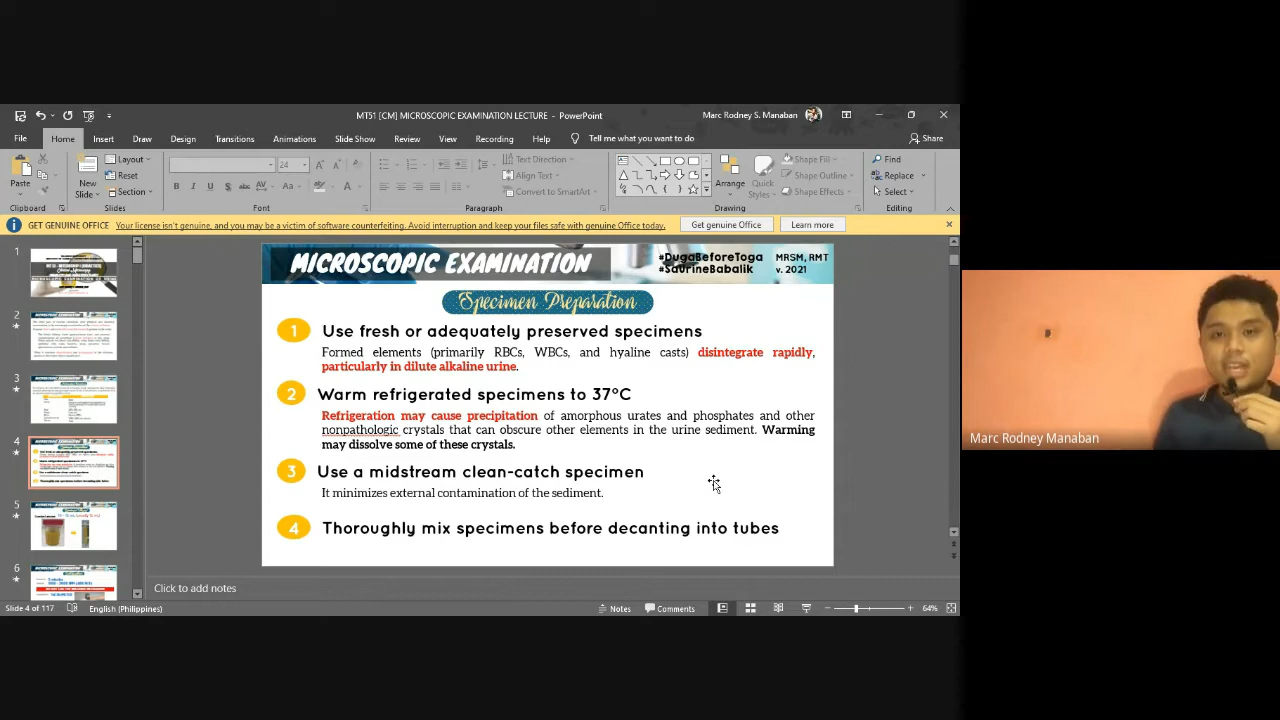 MT51 [CM] MICROSCOPIC EXAMINATION LECTURE - PowerPoint
Marc Rodney S. Manaban
File Home Insert Draw Design Transitions Animations Slide Show Review View Recording Help Tell me what you want to do Share
Paste
Clipboard
New
Slide
Layout
Reset
Section
Slides
24
B I U S abc AV Aa A
Font
Text Direction
Align Text
Convert to SmartArt
Paragraph
Arrange
Quick
Styles
Shape Fill
Shape Outline
Shape Effects
Drawing
Find
Replace
Select
Editing
GET GENUINE OFFICE Your license isn't genuine, and you may be a victim of software counterfeiting. Avoid interruption and keep your files safe with genuine Office today. Get genuine Office Learn more
1
2
3
4
5
6
MICROSCOPIC EXAMINATION
#DugaBeforeToga
#SaUrineBabalik
MRSM, RMT
v. 2021
Specimen Preparation
1 Use fresh or adequately preserved specimens
Formed elements (primarily RBCs, WBCs, and hyaline casts) disintegrate rapidly,
particularly in dilute alkaline urine.
2 Warm refrigerated specimens to 37°C
Refrigeration may cause precipitation of amorphous urates and phosphates and other
nonpathologic crystals that can obscure other elements in the urine sediment. Warming
may dissolve some of these crystals.
3 Use a midstream clean-catch specimen
It minimizes external contamination of the sediment.
4 Thoroughly mix specimens before decanting into tubes
Click to add notes
Slide 4 of 117 English (Philippines) Notes Comments 64%
Marc Rodney Manaban